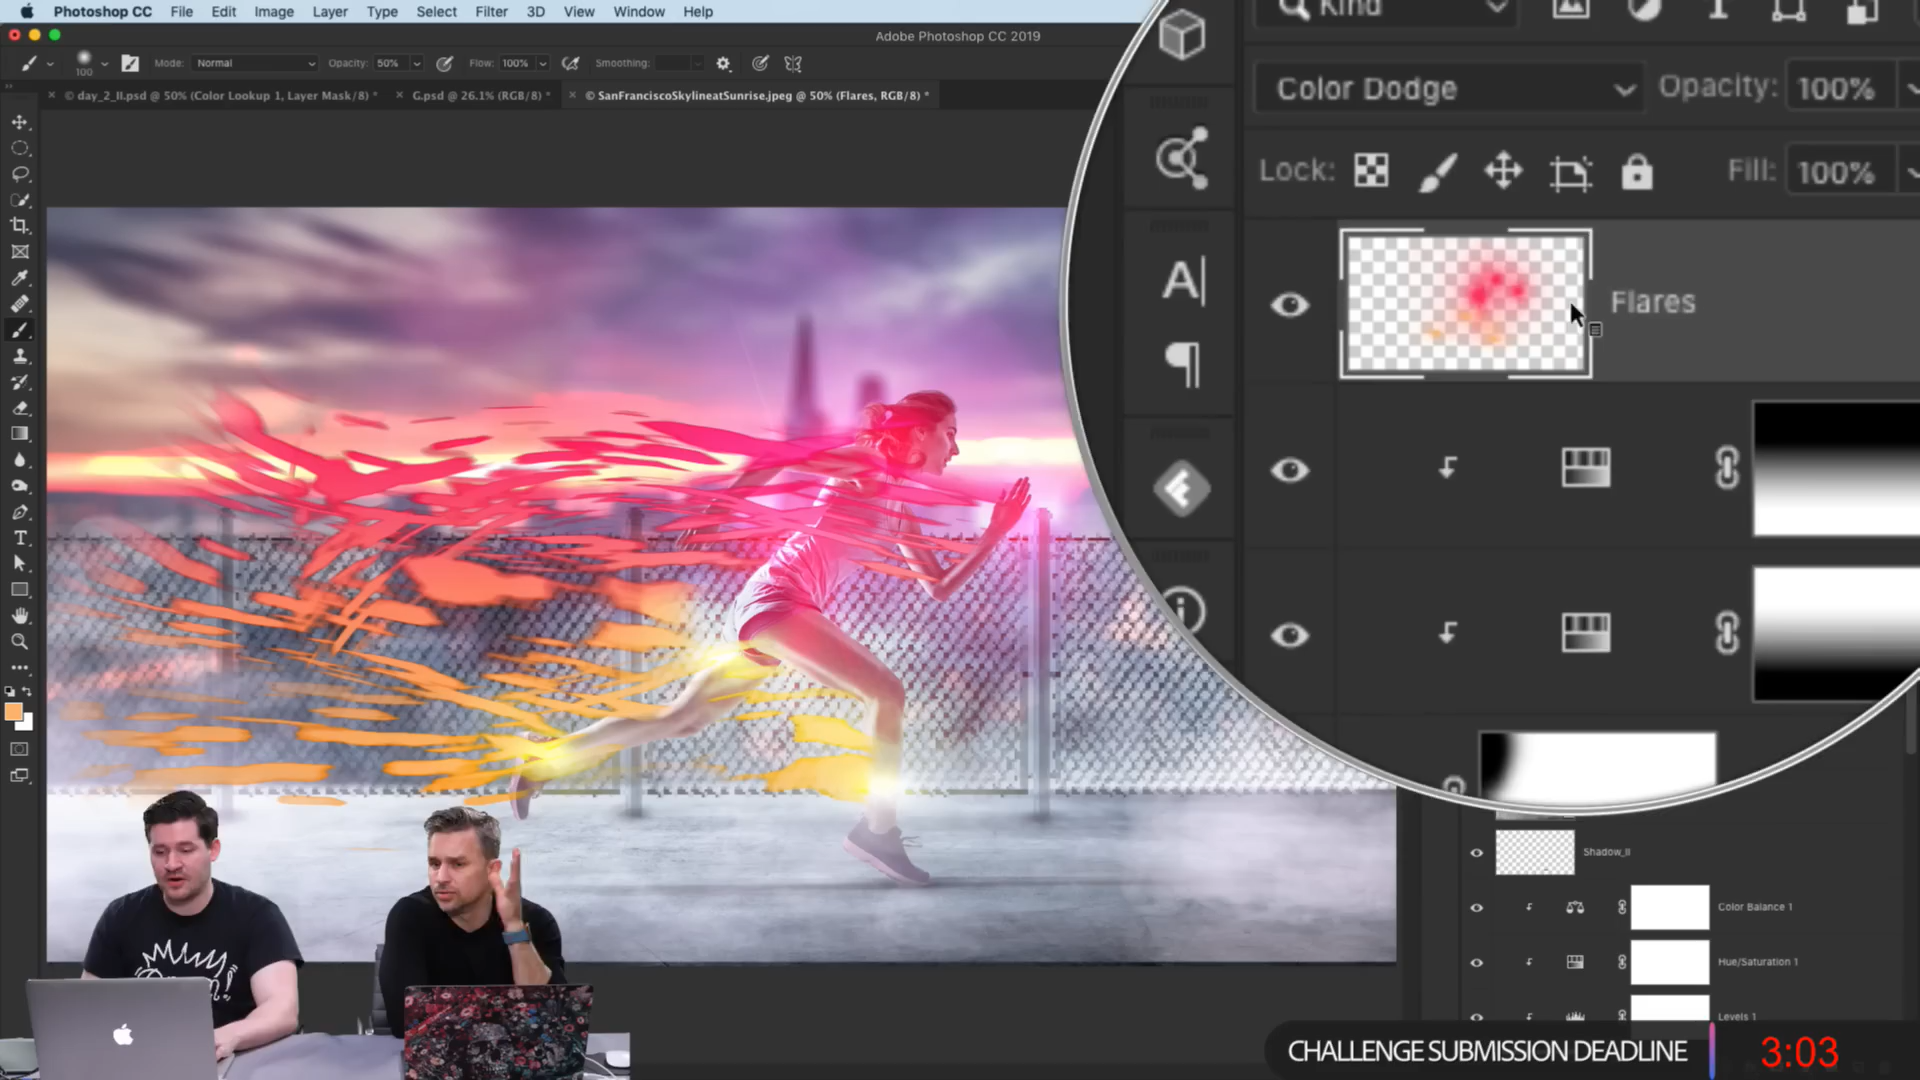 Photoshop CC File Edit Image Layer Type Select Filter 3D View Window Help
Adobe Photoshop CC 2019
100 Mode: Normal Opacity: 50% Flow: 100% Smoothing:
× © day_2_II.psd @ 50% (Color Lookup 1, Layer Mask/8) * × G.psd @ 26.1% (RGB/8) * × © SanFranciscoSkylineatSunrise.jpeg @ 50% (Flares, RGB/8) *
Kind
Color Dodge Opacity: 100%
Lock: Fill: 100%
Flares
Shadow_II
Color Balance 1
Hue/Saturation 1
Levels 1
CHALLENGE SUBMISSION DEADLINE 3:03